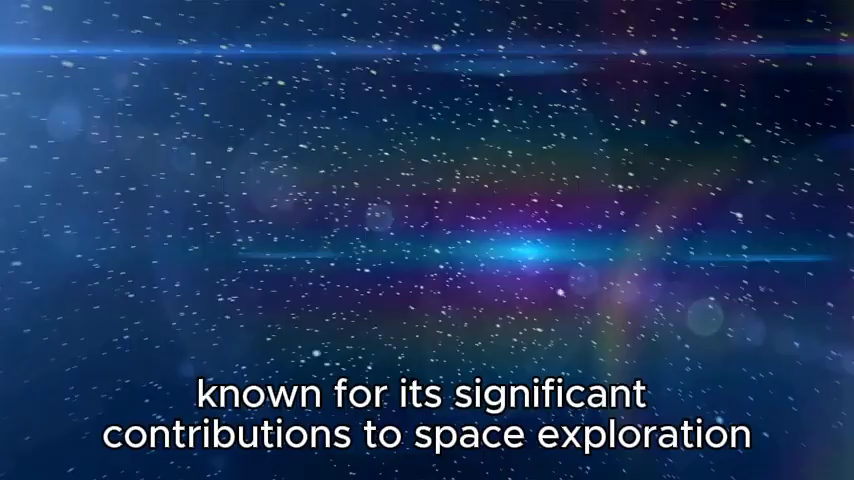 known for its significant
contributions to space exploration